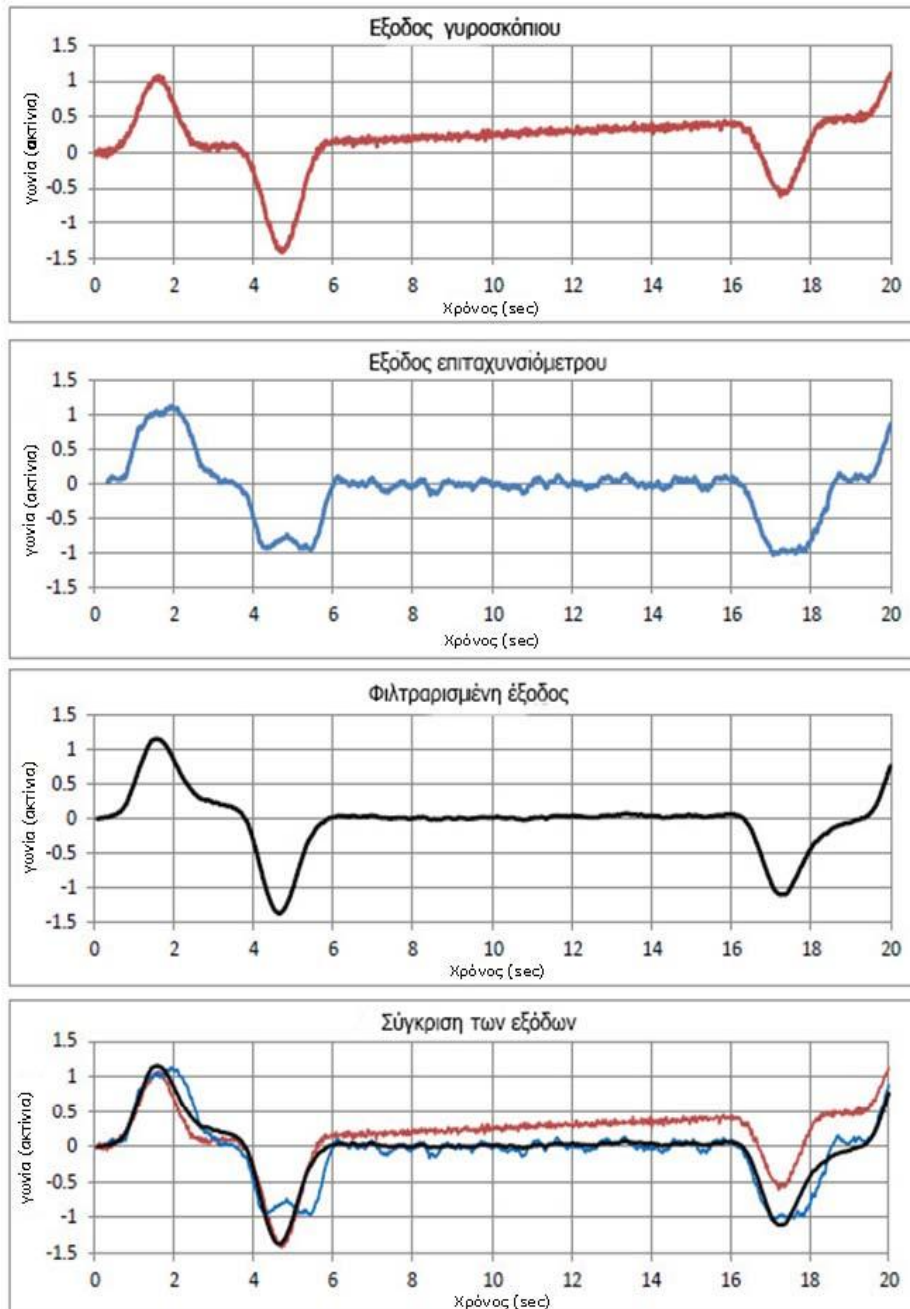 Εξοδος γυροσκόπιου
γωνία (ακτίνια)
1.5
1
0.5
0
-0.5
-1
-1.5
0 2 4 6 8 10 12 14 16 18 20
Χρόνος (sec)
Εξοδος επιταχυνσιόμετρου
γωνία (ακτίνια)
1.5
1
0.5
0
-0.5
-1
-1.5
0 2 4 6 8 10 12 14 16 18 20
Χρόνος (sec)
Φιλτραρισμένη έξοδος
γωνία (ακτίνια)
1.5
1
0.5
0
-0.5
-1
-1.5
0 2 4 6 8 10 12 14 16 18 20
Χρόνος (sec)
Σύγκριση των εξόδων
γωνία (ακτίνια)
1.5
1
0.5
0
-0.5
-1
-1.5
0 2 4 6 8 10 12 14 16 18 20
Χρόνος (sec)